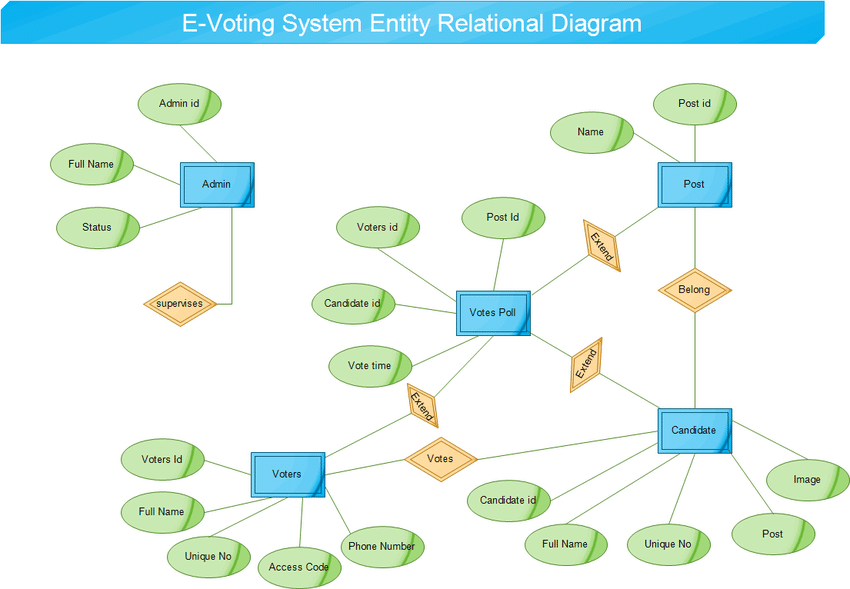 E-Voting System Entity Relational Diagram
Admin id
Full Name
Admin
Status
supervises
Name
Post id
Post
Voters id
Post Id
Extend
Candidate id
Votes Poll
Belong
Vote time
Extend
Extend
Voters Id
Voters
Votes
Candidate
Full Name
Unique No
Access Code
Phone Number
Candidate id
Full Name
Unique No
Post
Image